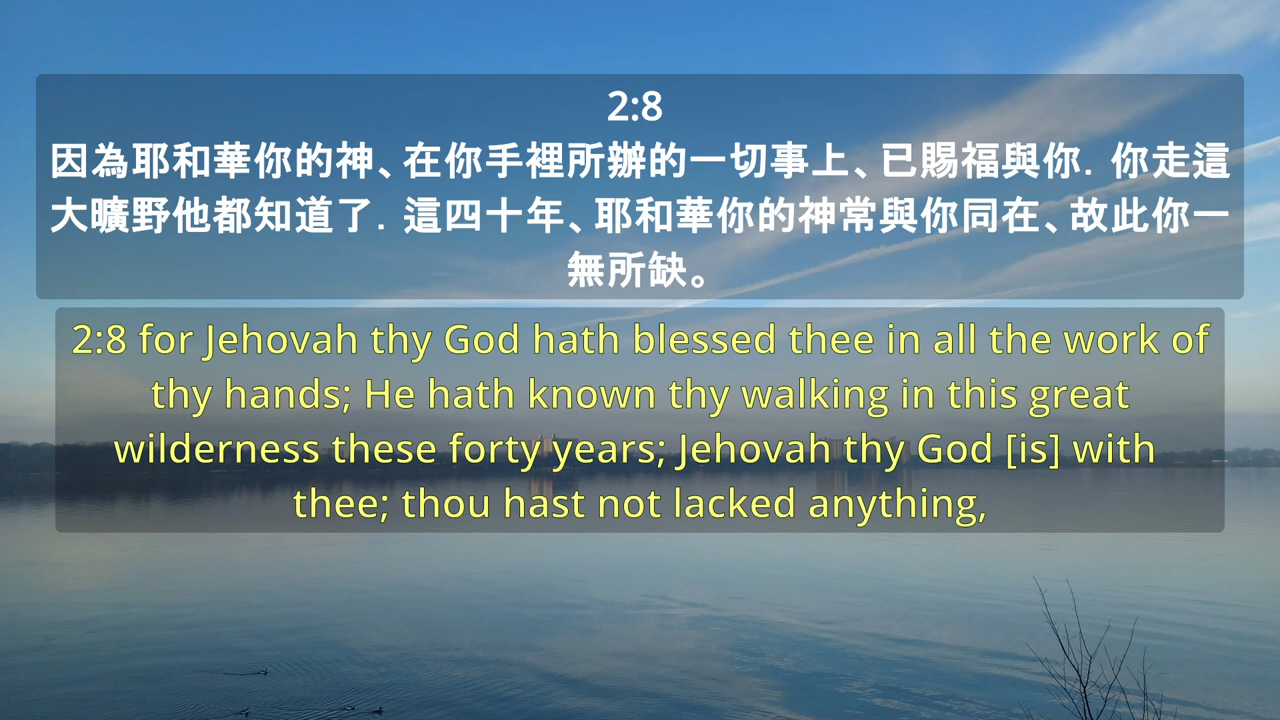 2:8
因為耶和華你的神、在你手裡所辦的一切事上、已賜福與你．你走這
大曠野他都知道了．這四十年、耶和華你的神常與你同在、故此你一
無所缺。
2:8 for Jehovah thy God hath blessed thee in all the work of
thy hands; He hath known thy walking in this great
wilderness these forty years; Jehovah thy God [is] with
thee; thou hast not lacked anything,